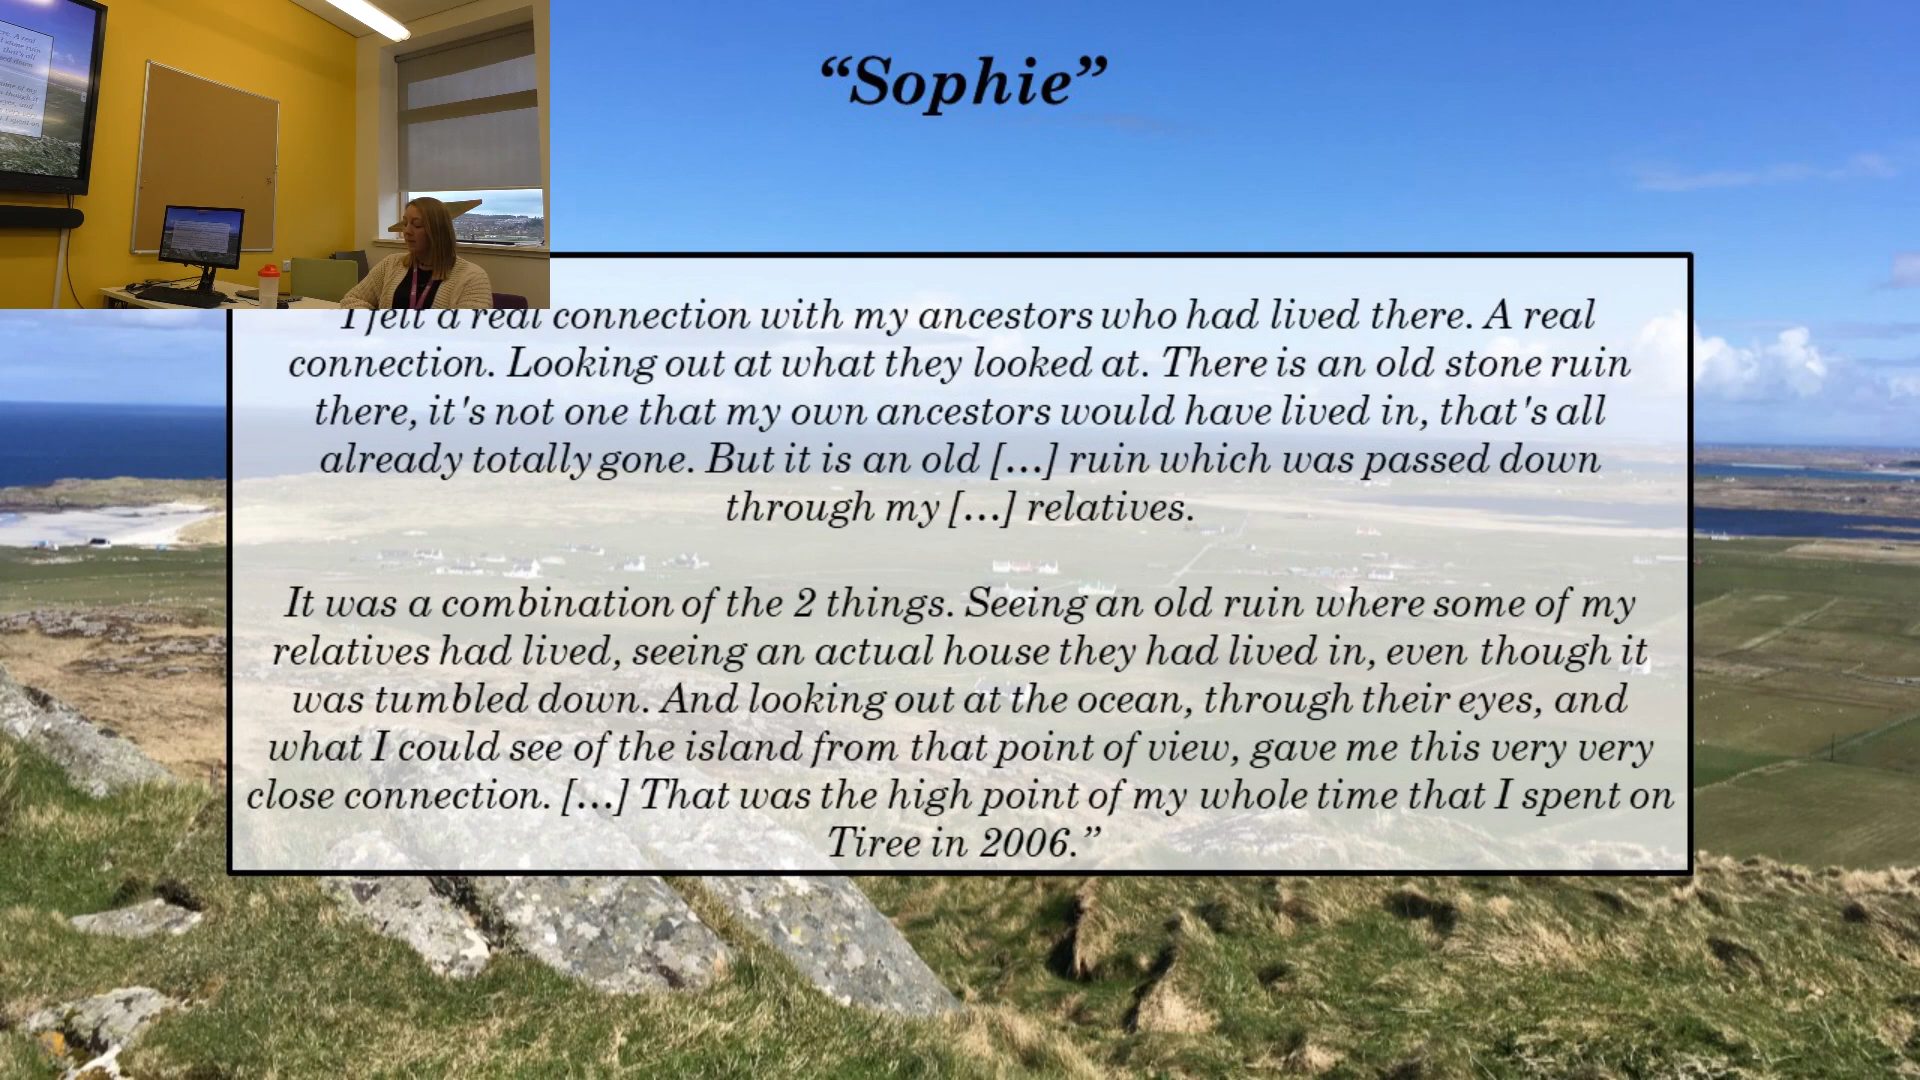 “Sophie”
“I felt a real connection with my ancestors who had lived there. A real
connection. Looking out at what they looked at. There is an old stone ruin
there, it's not one that my own ancestors would have lived in, that's all
already totally gone. But it is an old [...] ruin which was passed down
through my [...] relatives.
It was a combination of the 2 things. Seeing an old ruin where some of my
relatives had lived, seeing an actual house they had lived in, even though it
was tumbled down. And looking out at the ocean, through their eyes, and
what I could see of the island from that point of view, gave me this very very
close connection. [...] That was the high point of my whole time that I spent on
Tiree in 2006.”